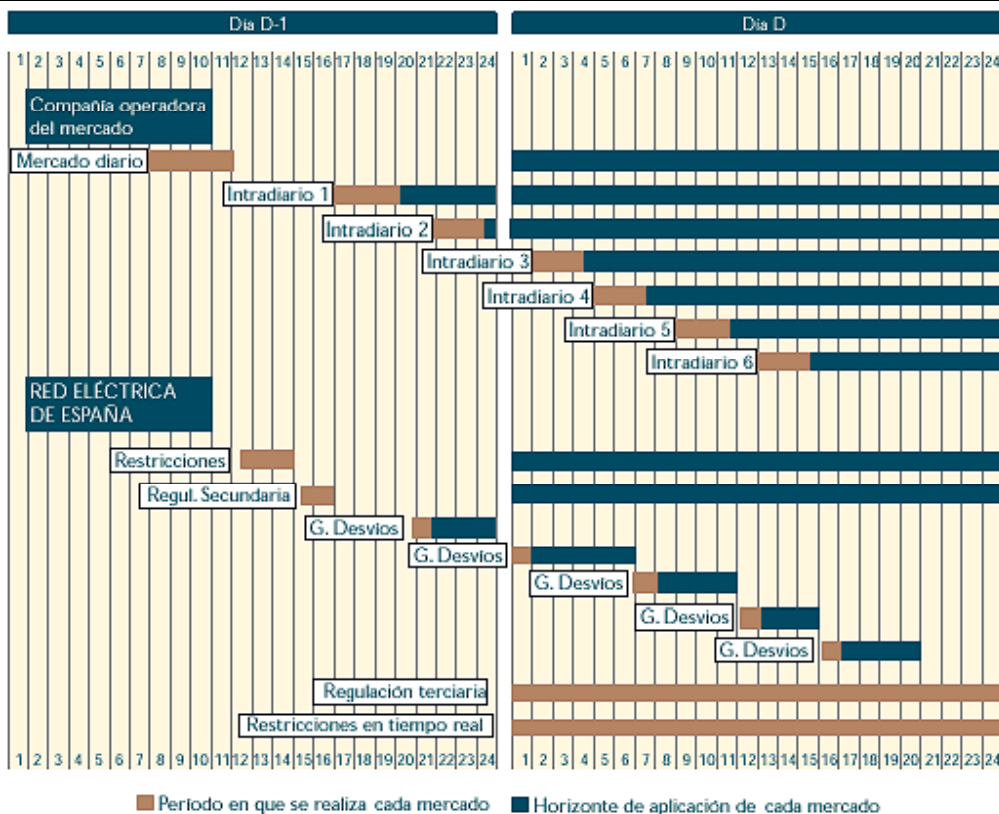 Día D-1
Día D
1 2 3 4 5 6 7 8 9 10 11 12 13 14 15 16 17 18 19 20 21 22 23 24
1 2 3 4 5 6 7 8 9 10 11 12 13 14 15 16 17 18 19 20 21 22 23 24
Compañía operadora
del mercado
Mercado diario
Intradiario 1
Intradiario 2
Intradiario 3
Intradiario 4
Intradiario 5
Intradiario 6
RED ELÉCTRICA
DE ESPAÑA
Restricciones
Regul. Secundaria
G. Desvíos
G. Desvíos
G. Desvíos
G. Desvios
G. Desvíos
Regulación terciaria
Restricciones en tiempo real
1 2 3 4 5 6 7 8 9 10 11 12 13 14 15 16 17 18 19 20 21 22 23 24
1 2 3 4 5 6 7 8 9 10 11 12 13 14 15 16 17 18 19 20 21 22 23 24
Período en que se realiza cada mercado
Horizonte de aplicación de cada mercado